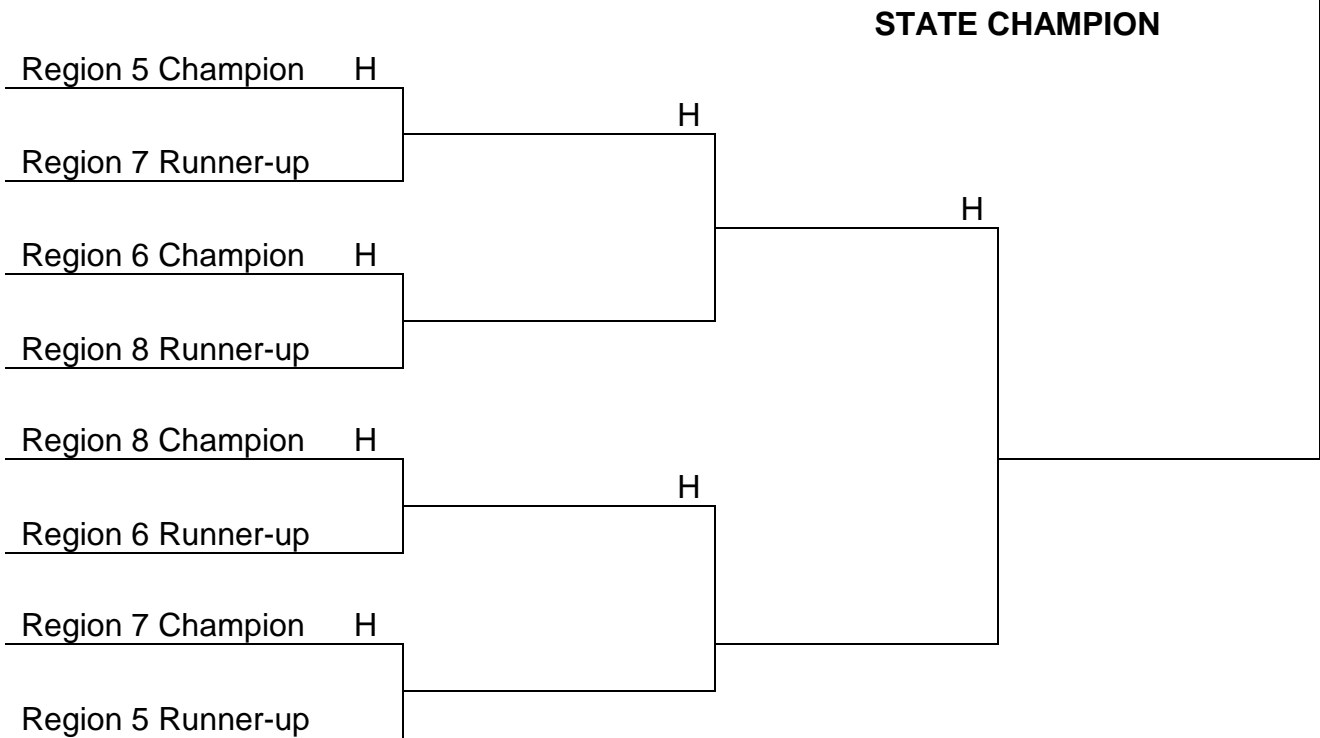 STATE CHAMPION
Region 5 Champion H
H
Region 7 Runner-up
H
Region 6 Champion H
Region 8 Runner-up
Region 8 Champion H
H
Region 6 Runner-up
Region 7 Champion H
Region 5 Runner-up